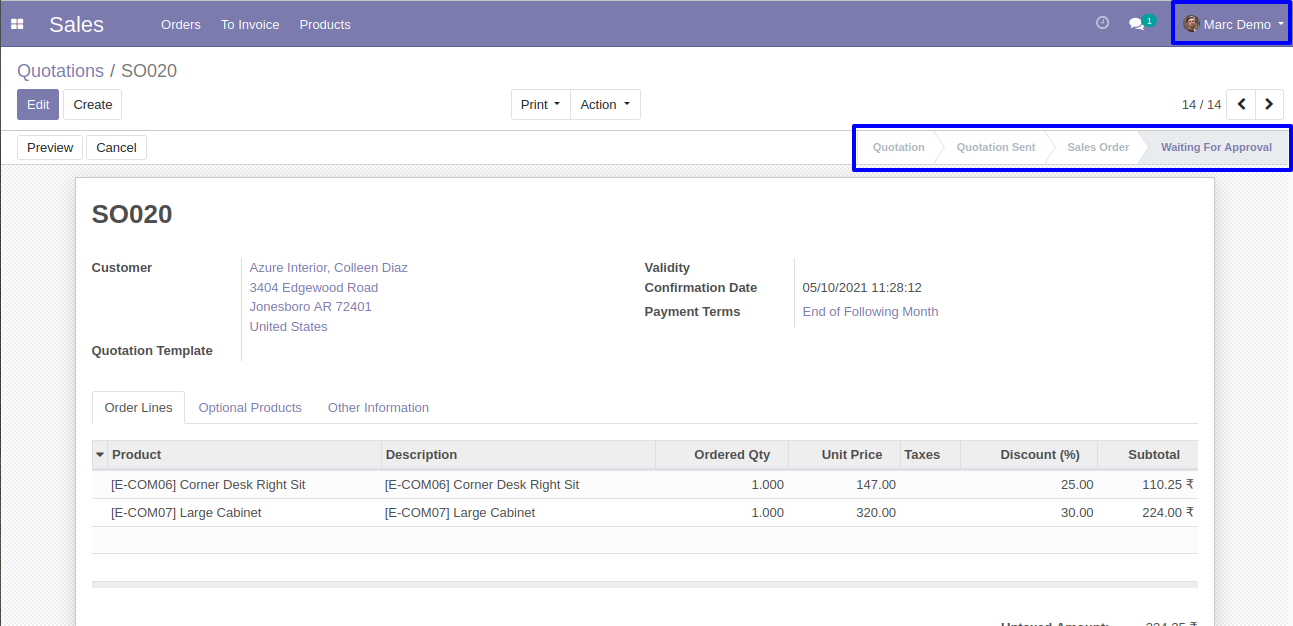 Sales Orders To Invoice Products 1 Marc Demo
Quotations / SO020
Edit Create Print Action 14 / 14
Preview Cancel Quotation Quotation Sent Sales Order Waiting For Approval
SO020
Customer Azure Interior, Colleen Diaz Validity
3404 Edgewood Road Confirmation Date 05/10/2021 11:28:12
Jonesboro AR 72401 Payment Terms End of Following Month
United States
Quotation Template
Order Lines Optional Products Other Information
Product Description Ordered Qty Unit Price Taxes Discount (%) Subtotal
[E-COM06] Corner Desk Right Sit [E-COM06] Corner Desk Right Sit 1.000 147.00 25.00 110.25 ₹
[E-COM07] Large Cabinet [E-COM07] Large Cabinet 1.000 320.00 30.00 224.00 ₹
Untaxed Amount: